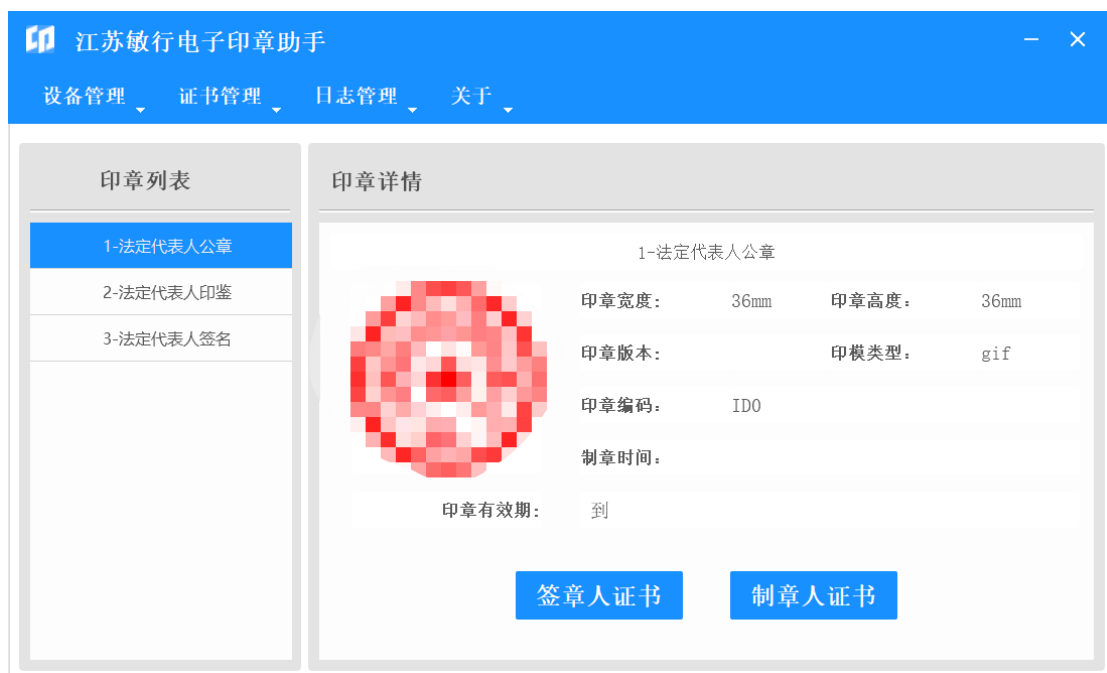 江苏敏行电子印章助手
设备管理 证书管理 日志管理 关于
印章列表
1-法定代表人公章
2-法定代表人印鉴
3-法定代表人签名
印章详情
1-法定代表人公章
印章宽度: 36mm 印章高度: 36mm
印章版本: 印模类型: gif
印章编码: ID0
制章时间:
印章有效期: 到
签章人证书 制章人证书